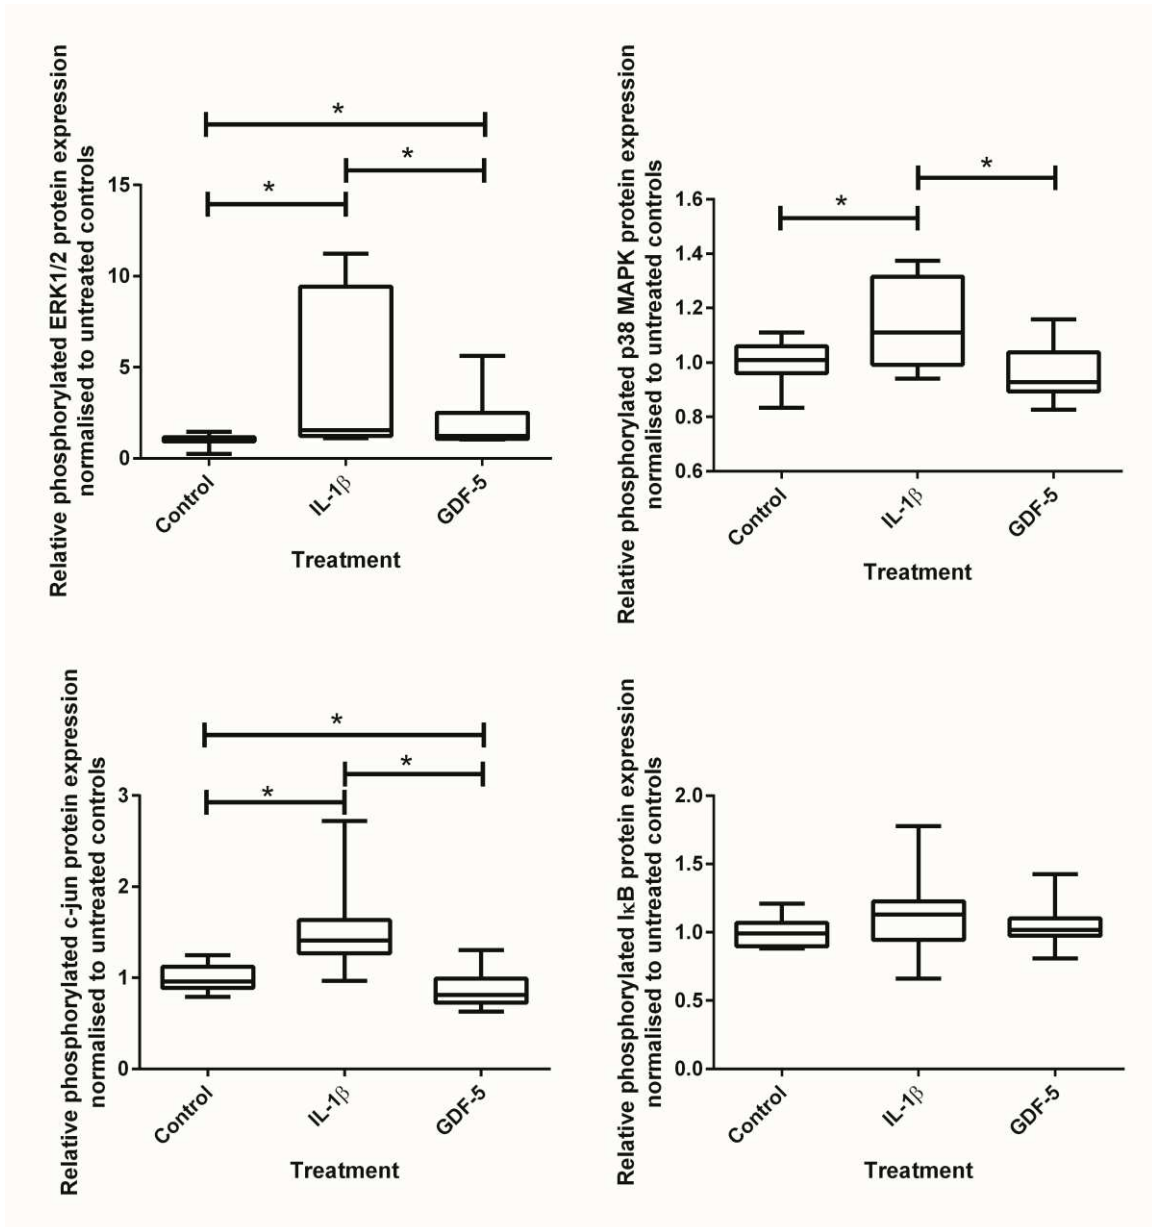 Relative phosphorylated ERK1/2 protein expression
normalised to untreated controls
*
*
*
15
10
5
0
Control
IL-1β
GDF-5
Treatment
Relative phosphorylated p38 MAPK protein expression
normalised to untreated controls
*
*
1.6
1.4
1.2
1.0
0.8
0.6
Control
IL-1β
GDF-5
Treatment
Relative phosphorylated c-jun protein expression
normalised to untreated controls
*
*
*
3
2
1
0
Control
IL-1β
GDF-5
Treatment
Relative phosphorylated IκB protein expression
normalised to untreated controls
2.0
1.5
1.0
0.5
0.0
Control
IL-1β
GDF-5
Treatment